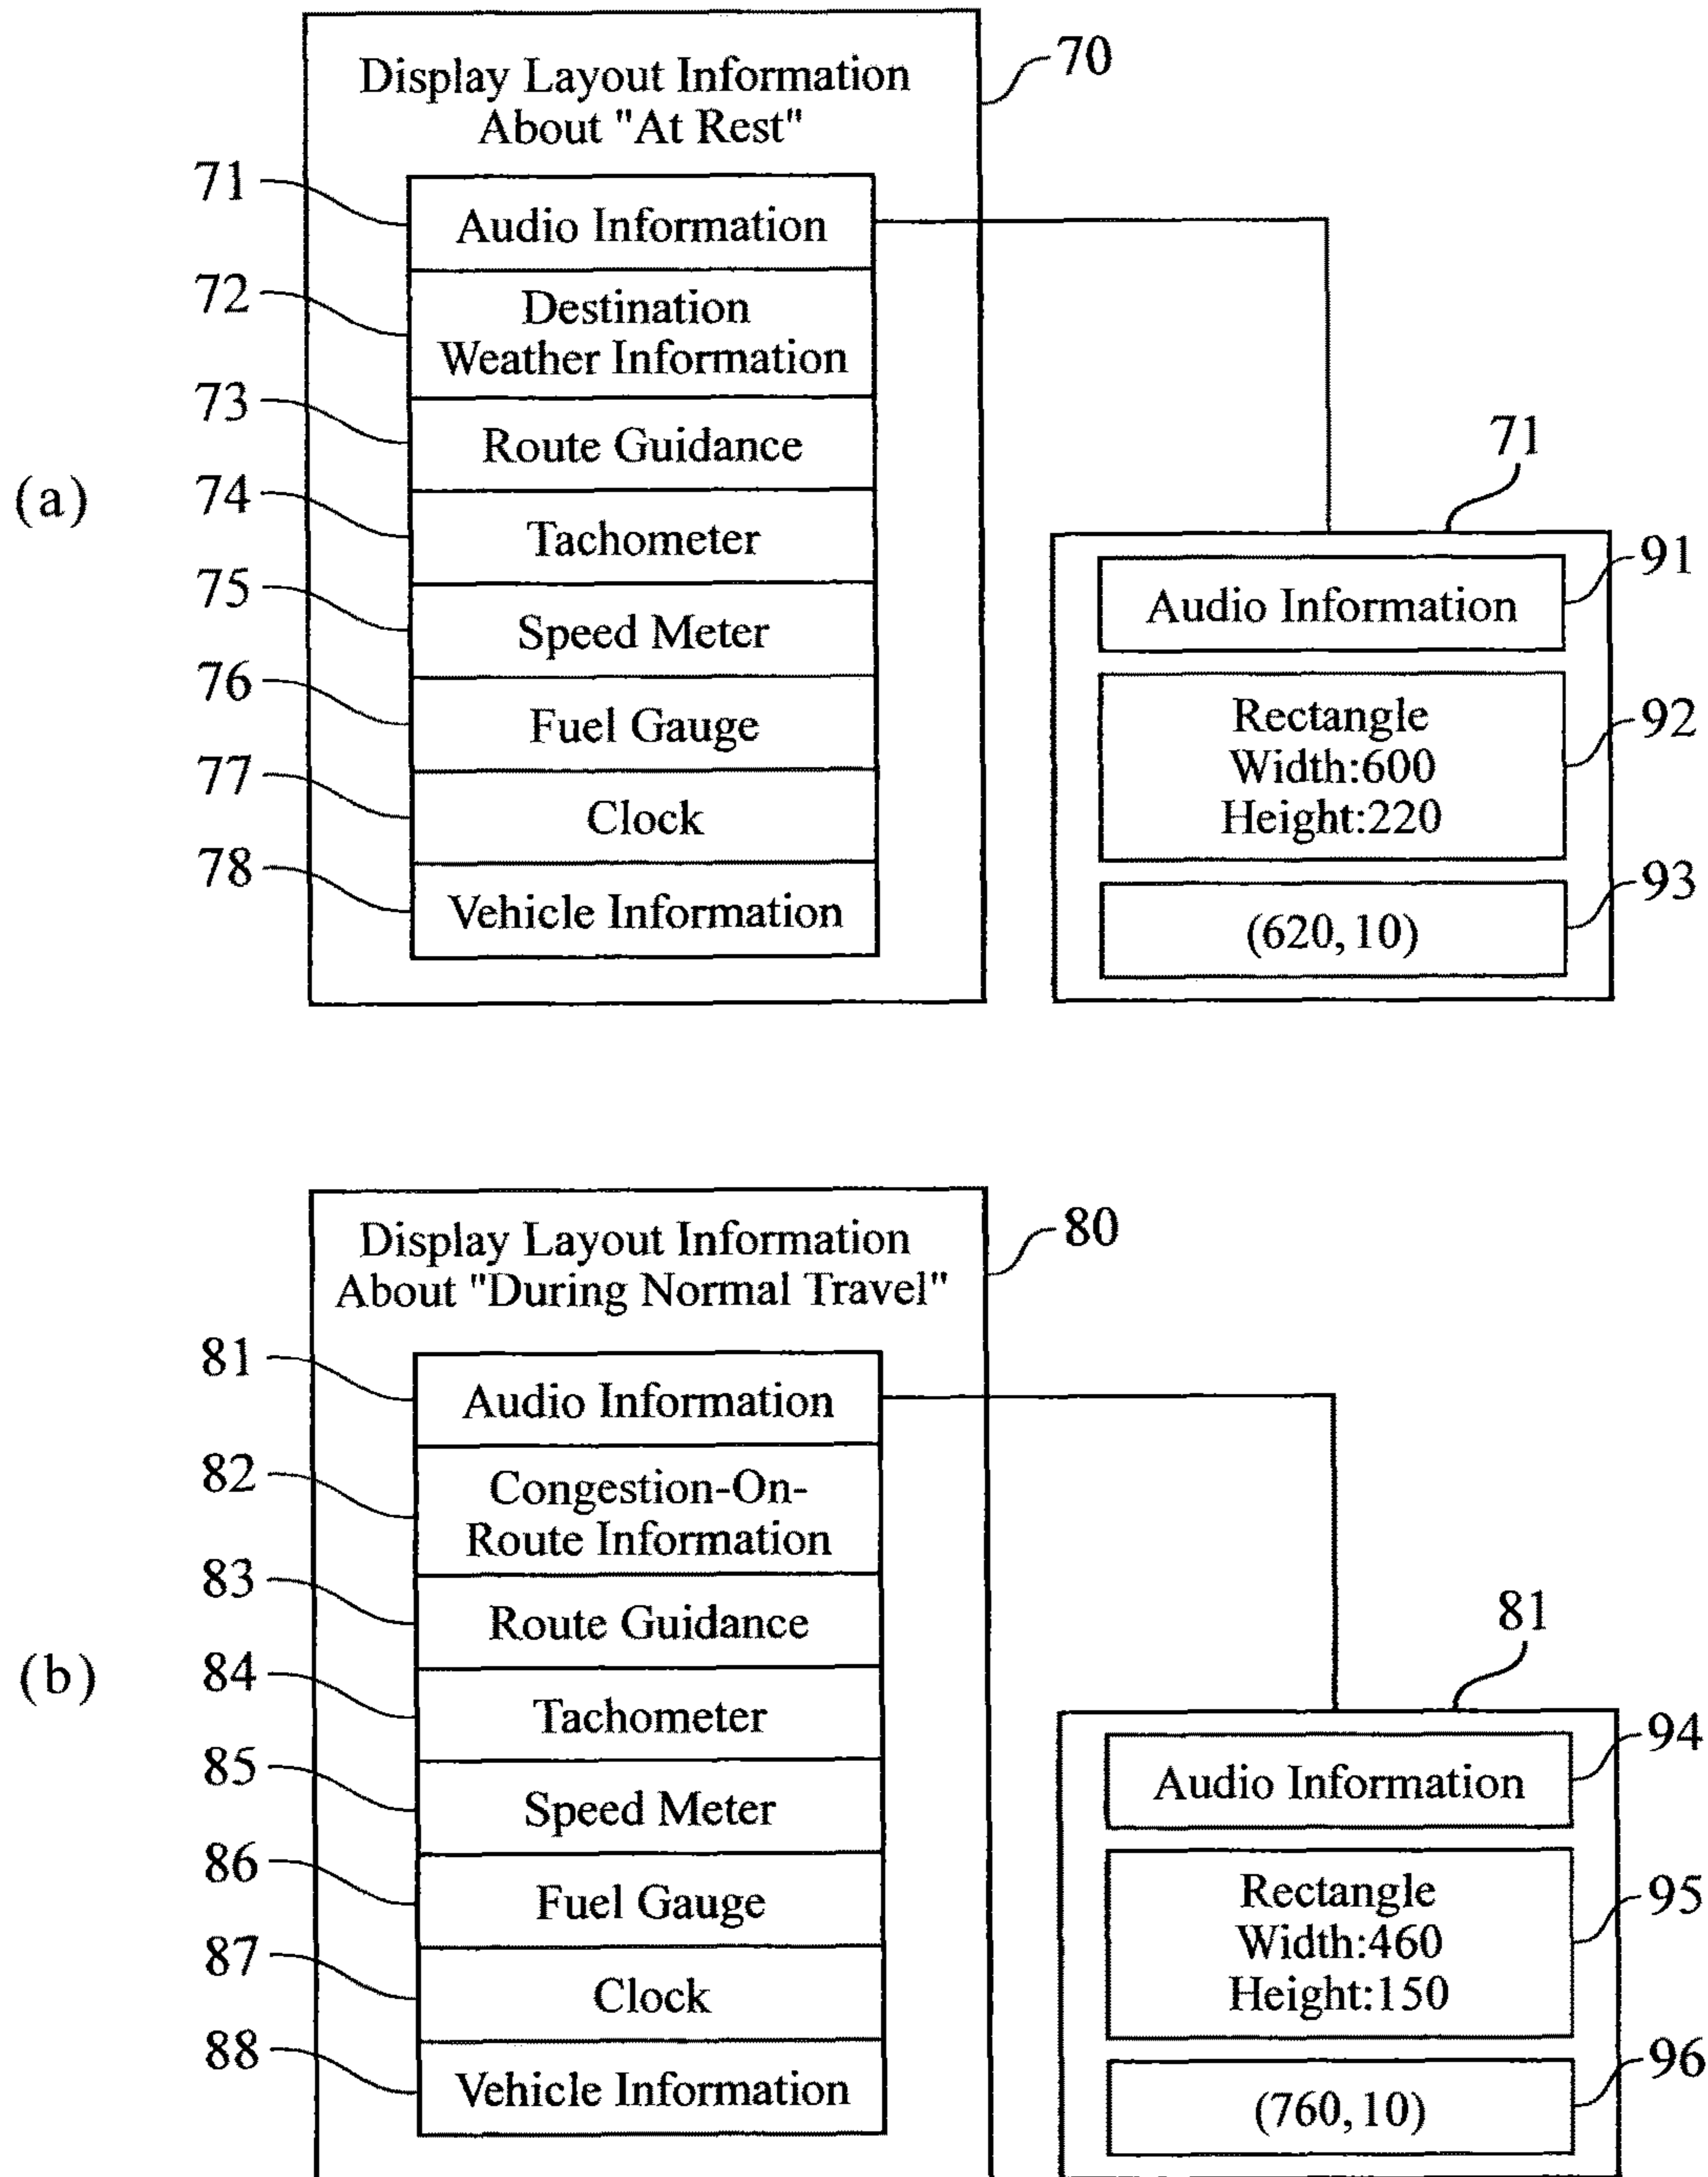 (a)
Display Layout Information
About "At Rest"
70
71
Audio Information
72
Destination
Weather Information
73
Route Guidance
74
Tachometer
75
Speed Meter
76
Fuel Gauge
77
Clock
78
Vehicle Information
71
Audio Information
91
Rectangle
Width:600
Height:220
92
(620, 10)
93
(b)
Display Layout Information
About "During Normal Travel"
80
81
Audio Information
82
Congestion-On-
Route Information
83
Route Guidance
84
Tachometer
85
Speed Meter
86
Fuel Gauge
87
Clock
88
Vehicle Information
81
Audio Information
94
Rectangle
Width:460
Height:150
95
(760, 10)
96